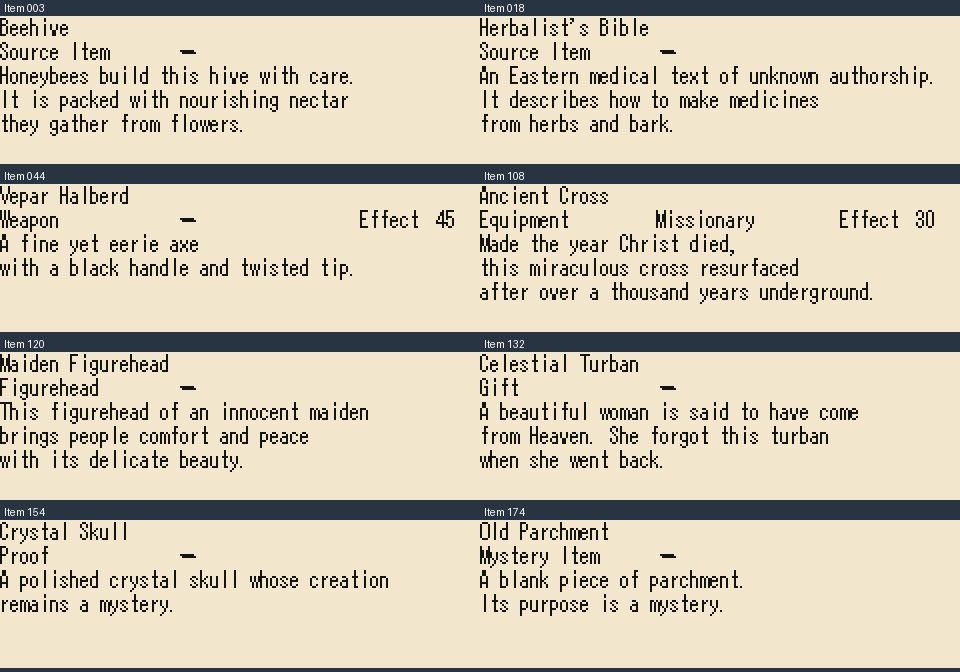 Item 003
Beehive
Source Item —
Honeybees build this hive with care.
It is packed with nourishing nectar
they gather from flowers.
Item 018
Herbalist's Bible
Source Item —
An Eastern medical text of unknown authorship.
It describes how to make medicines
from herbs and bark.
Item 044
Vepar Halberd
Weapon — Effect 45
A fine yet eerie axe
with a black handle and twisted tip.
Item 108
Ancient Cross
Equipment Missionary Effect 30
Made the year Christ died,
this miraculous cross resurfaced
after over a thousand years underground.
Item 120
Maiden Figurehead
Figurehead —
This figurehead of an innocent maiden
brings people comfort and peace
with its delicate beauty.
Item 132
Celestial Turban
Gift —
A beautiful woman is said to have come
from Heaven. She forgot this turban
when she went back.
Item 154
Crystal Skull
Proof —
A polished crystal skull whose creation
remains a mystery.
Item 174
Old Parchment
Mystery Item —
A blank piece of parchment.
Its purpose is a mystery.